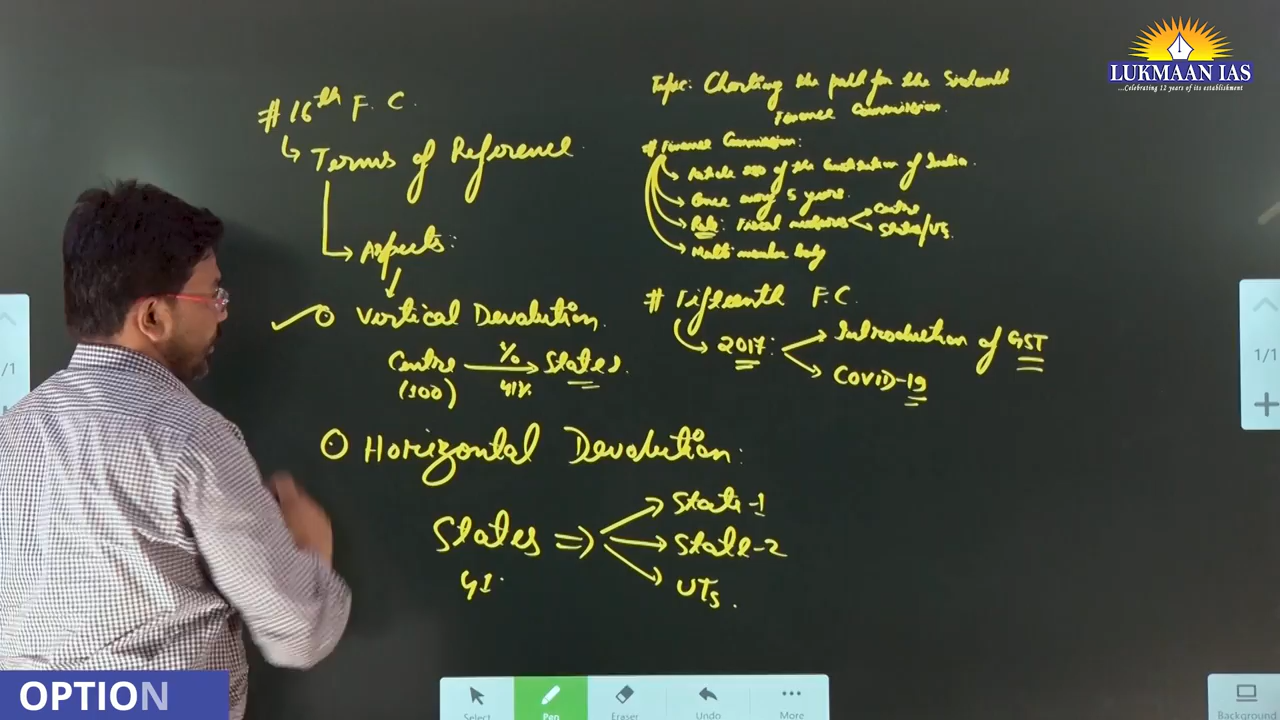 LUKMAAN IAS
...Celebrating 12 years of its establishment
Topic: Charting the path for the Sixteenth
Finance Commission.
# Finance Commission:
Article 280 of the Constitution of India.
Once every 5 years.
Role: Fiscal relations
Centre
States/UTs.
Multi member body
# Fifteenth F.C.
2017:
Introduction of GST
COVID-19
# 16th F.C.
Terms of Reference
Aspects:
Vertical Devolution.
Centre % States.
(100) 41%
Horizontal Devolution:
States => State-1
State-2
41. UTs.
/1
1/1
+
OPTION
Select
Pen
Eraser
Undo
More
Background